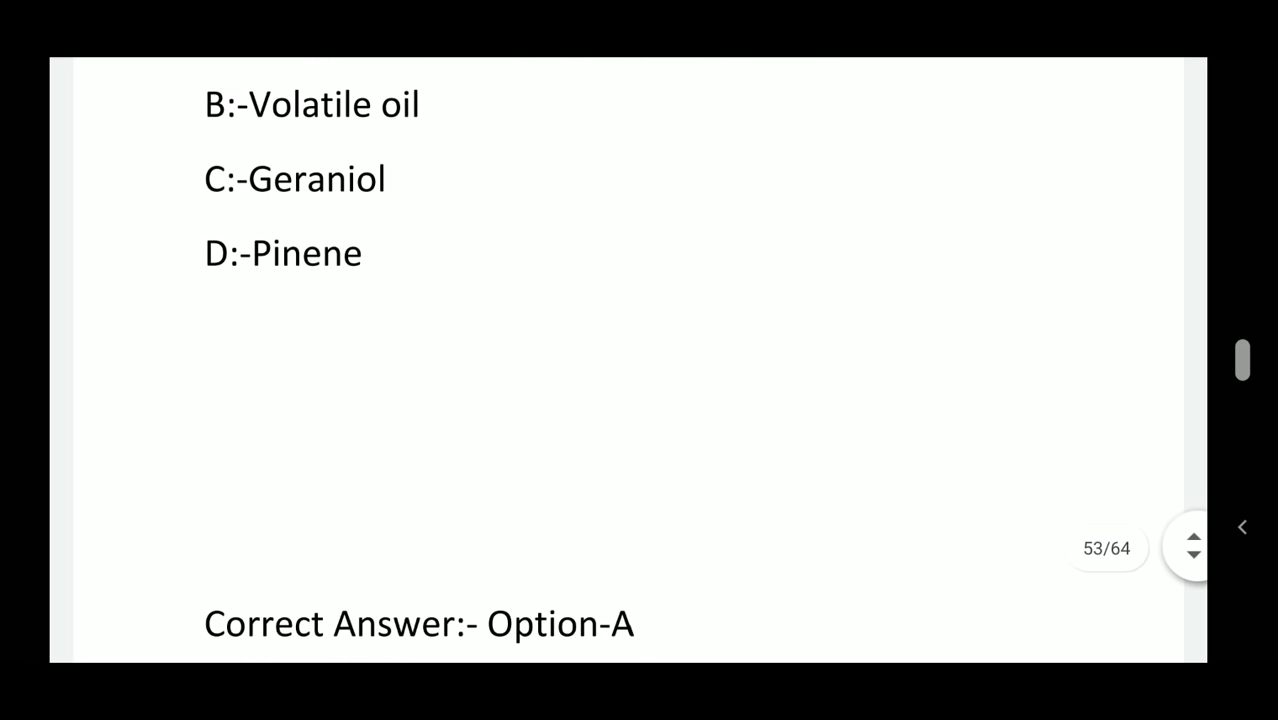 B:-Volatile oil
C:-Geraniol
D:-Pinene
53/64
Correct Answer:- Option-A